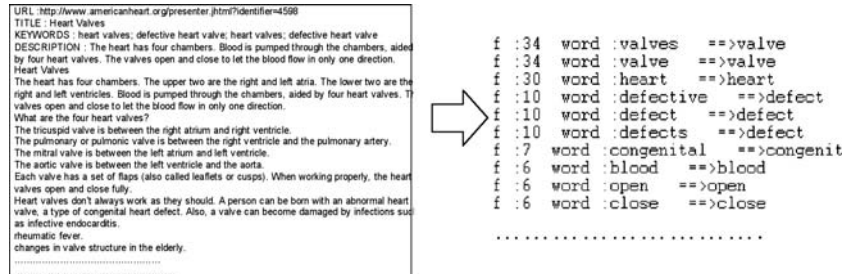 URL :http://www.americanheart.org/presenter.jhtml?identifier=4598
TITLE : Heart Valves
KEYWORDS : heart valves; defective heart valve; heart valves; defective heart valve
DESCRIPTION : The heart has four chambers. Blood is pumped through the chambers, aided
by four heart valves. The valves open and close to let the blood flow in only one direction.
Heart Valves
The heart has four chambers. The upper two are the right and left atria. The lower two are the
right and left ventricles. Blood is pumped through the chambers, aided by four heart valves. T
valves open and close to let the blood flow in only one direction.
What are the four heart valves?
The tricuspid valve is between the right atrium and right ventricle.
The pulmonary or pulmonic valve is between the right ventricle and the pulmonary artery.
The mitral valve is between the left atrium and left ventricle.
The aortic valve is between the left ventricle and the aorta.
Each valve has a set of flaps (also called leaflets or cusps). When working properly, the heart
valves open and close fully.
Heart valves don't always work as they should. A person can be born with an abnormal heart
valve, a type of congenital heart defect. Also, a valve can become damaged by infections suc
as infective endocarditis.
rheumatic fever.
changes in valve structure in the elderly.
................................................
f :34 word :valves ==>valve
f :34 word :valve ==>valve
f :30 word :heart ==>heart
f :10 word :defective ==>defect
f :10 word :defect ==>defect
f :10 word :defects ==>defect
f :7 word :congenital ==>congenit
f :6 word :blood ==>blood
f :6 word :open ==>open
f :6 word :close ==>close
............................